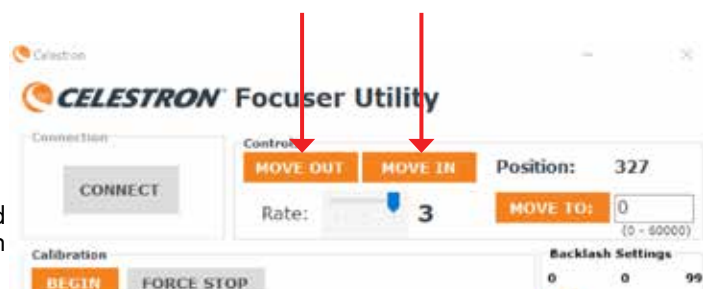 Celestron
CELESTRON Focuser Utility
Connection
Control
MOVE OUT MOVE IN Position: 327
CONNECT
Rate: 3 MOVE TO: 0
(0 - 60000)
Calibration Backlash Settings
BEGIN FORCE STOP 0 0 99